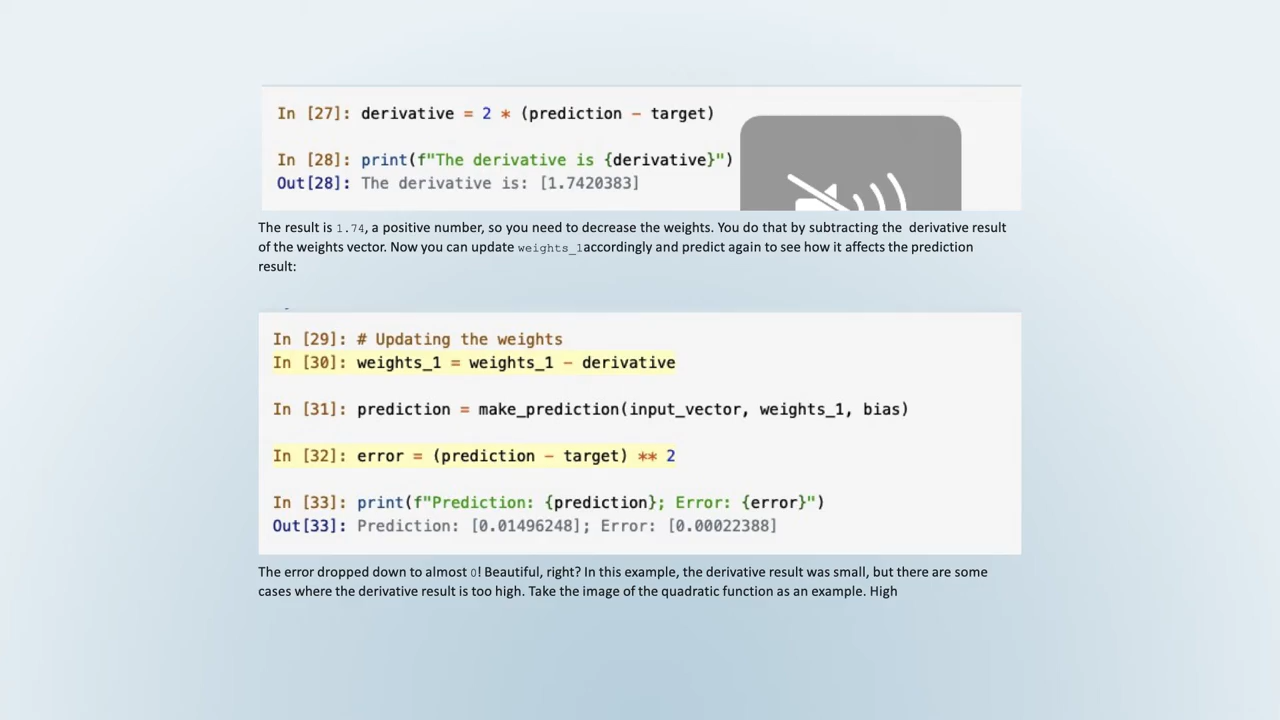 In [27]: derivative = 2 * (prediction - target)
In [28]: print(f"The derivative is {derivative}")
Out[28]: The derivative is: [1.7420383]
The result is 1.74, a positive number, so you need to decrease the weights. You do that by subtracting the derivative result
of the weights vector. Now you can update weights_1accordingly and predict again to see how it affects the prediction
result:
In [29]: # Updating the weights
In [30]: weights_1 = weights_1 - derivative
In [31]: prediction = make_prediction(input_vector, weights_1, bias)
In [32]: error = (prediction - target) ** 2
In [33]: print(f"Prediction: {prediction}; Error: {error}")
Out[33]: Prediction: [0.01496248]; Error: [0.00022388]
The error dropped down to almost 0! Beautiful, right? In this example, the derivative result was small, but there are some
cases where the derivative result is too high. Take the image of the quadratic function as an example. High